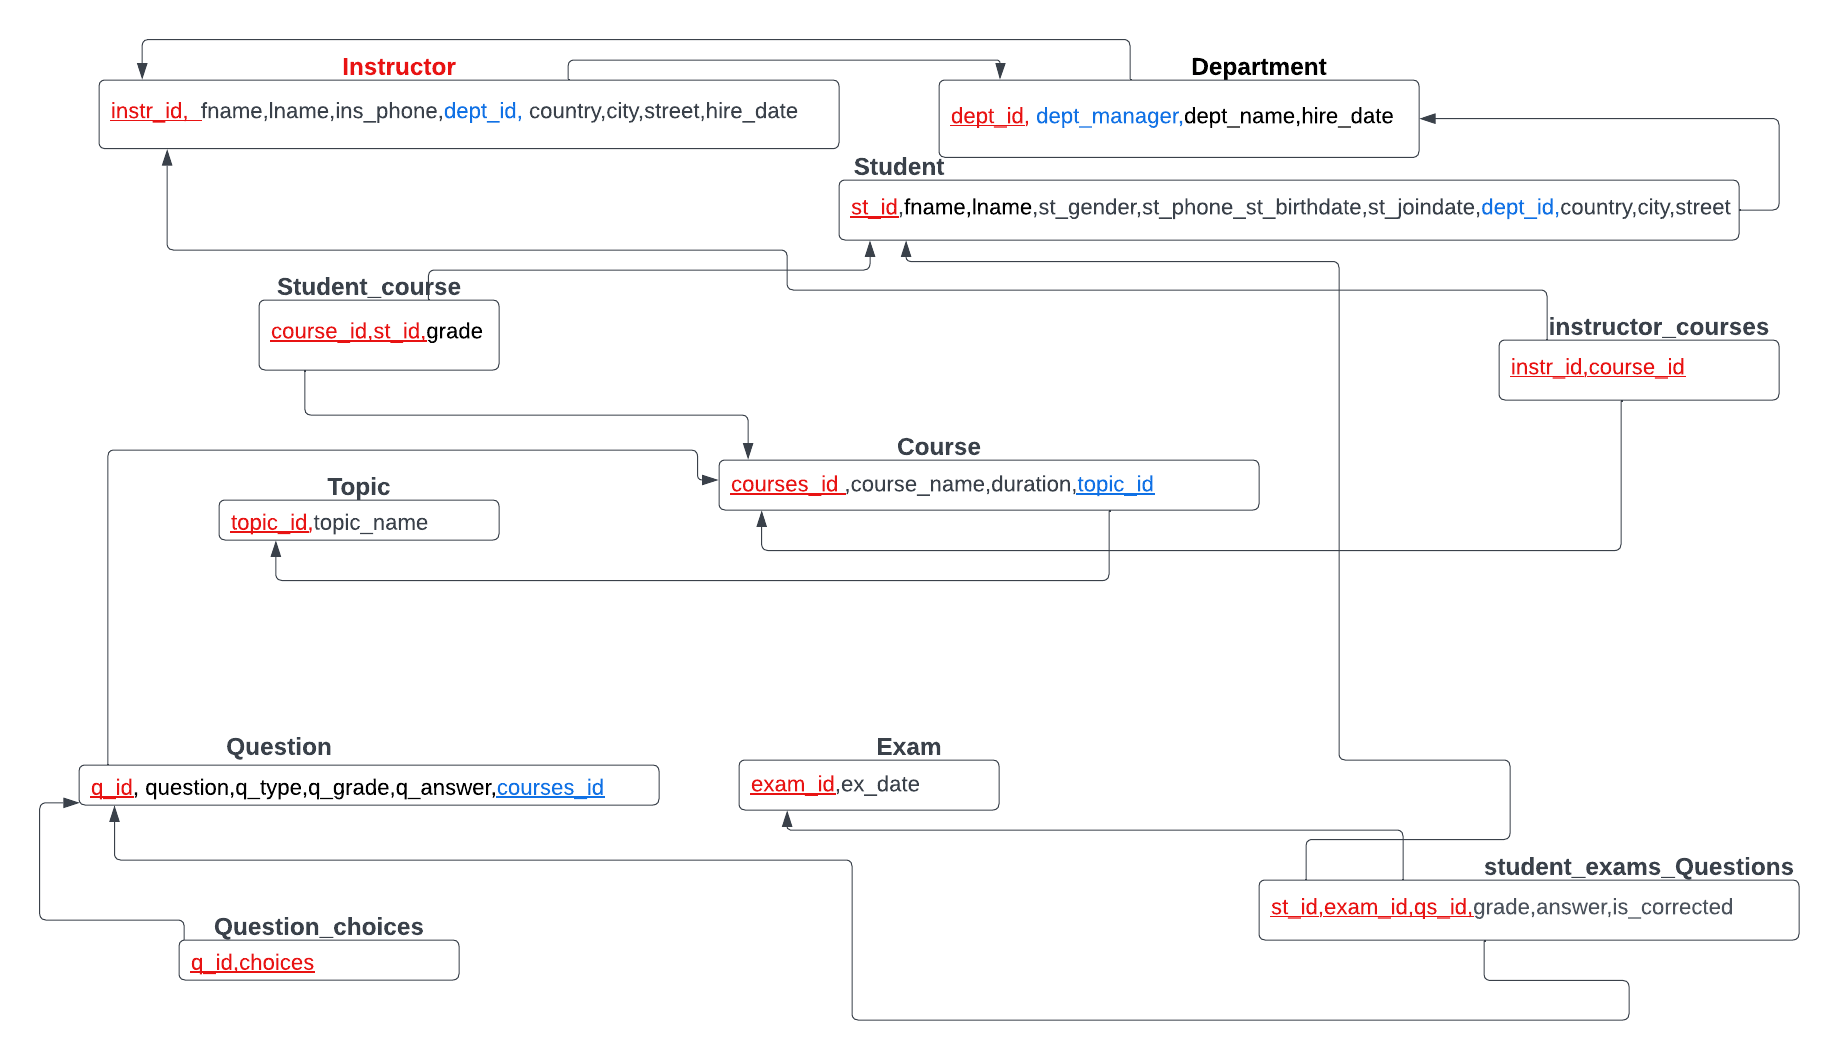 Instructor
instr_id, fname,lname,ins_phone,dept_id, country,city,street,hire_date
Department
dept_id, dept_manager,dept_name,hire_date
Student
st_id,fname,lname,st_gender,st_phone_st_birthdate,st_joindate,dept_id,country,city,street
Student_course
course_id,st_id,grade
instructor_courses
instr_id,course_id
Course
courses_id ,course_name,duration,topic_id
Topic
topic_id,topic_name
Question
q_id, question,q_type,q_grade,q_answer,courses_id
Exam
exam_id,ex_date
student_exams_Questions
st_id,exam_id,qs_id,grade,answer,is_corrected
Question_choices
q_id,choices